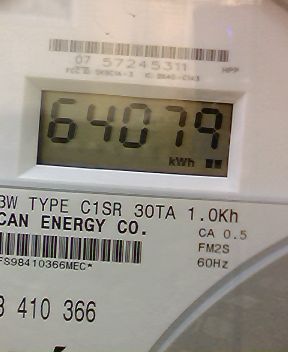 07 57245311
HPP
64079
kWh
3W TYPE C1SR 30TA 1.0Kh
CAN ENERGY CO.
CA 0.5
FM2S
60Hz
FS98410366MEC*
410 366